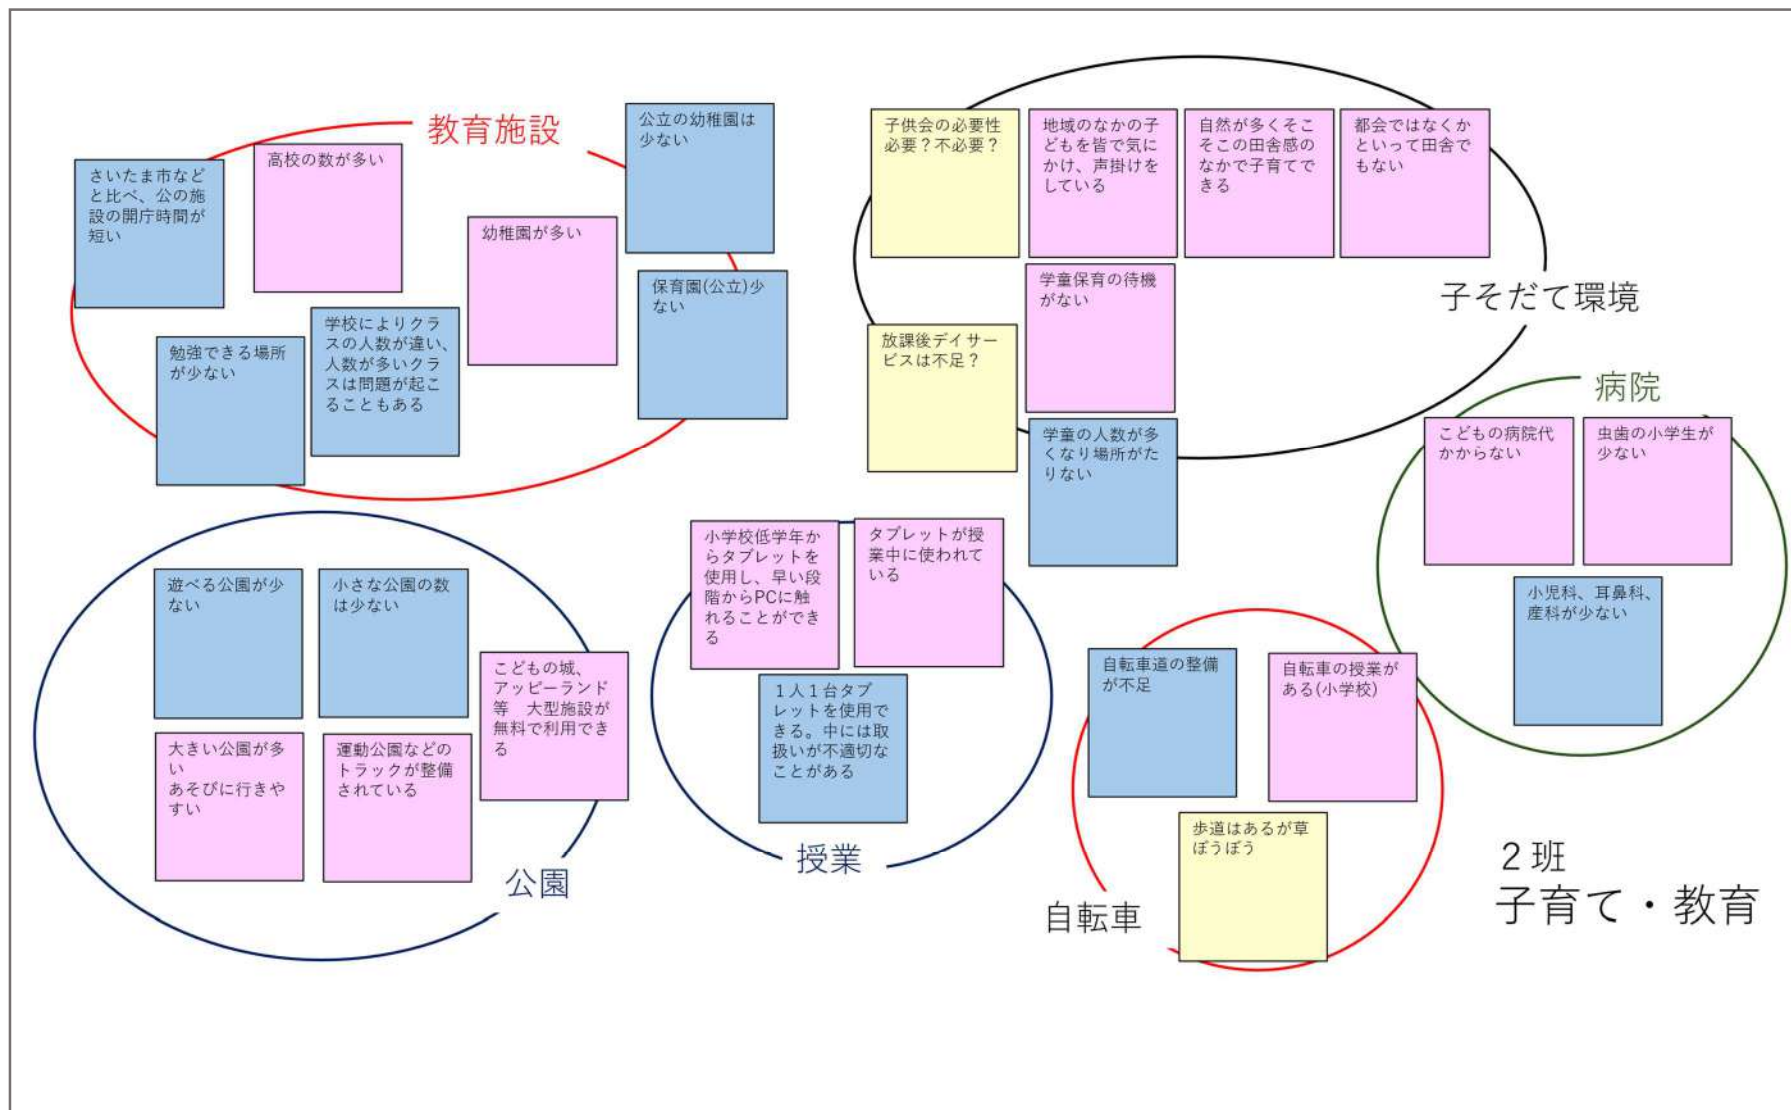 教育施設
さいたま市など
と比べ、公の施
設の開庁時間が
短い
高校の数が多い
公立の幼稚園は
少ない
幼稚園が多い
保育園(公立)少
ない
学校によりクラ
スの人数が違い、
人数が多いクラ
スは問題が起こ
ることもある
勉強できる場所
が少ない
子そだて環境
子供会の必要性
必要？不必要？
地域のなかの子
どもを皆で気に
かけ、声掛けを
している
自然が多くそこ
そこの田舎感の
なかで子育てで
きる
都会ではなくか
といって田舎で
もない
学童保育の待機
がない
放課後デイサー
ビスは不足？
学童の人数が多
くなり場所がた
りない
病院
こどもの病院代
かからない
虫歯の小学生が
少ない
小児科、耳鼻科、
産科が少ない
公園
遊べる公園が少
ない
小さな公園の数
は少ない
こどもの城、
アッピーランド
等　大型施設が
無料で利用でき
る
大きい公園が多
い
あそびに行きや
すい
運動公園などの
トラックが整備
されている
授業
小学校低学年か
らタブレットを
使用し、早い段
階からPCに触
れることができ
る
タブレットが授
業中に使われて
いる
１人１台タブ
レットを使用で
きる。中には取
扱いが不適切な
ことがある
自転車
自転車道の整備
が不足
自転車の授業が
ある(小学校)
歩道はあるが草
ぼうぼう
２班
子育て・教育